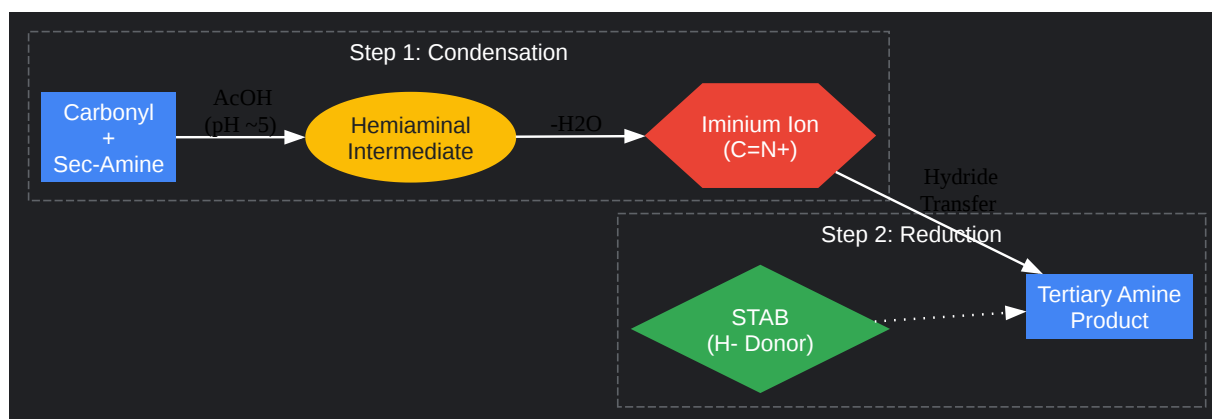 Step 1: Condensation
Carbonyl
+
Sec-Amine
AcOH
(pH ~5)
Hemiaminal
Intermediate
-H2O
Iminium Ion
(C=N+)
Hydride
Transfer
Step 2: Reduction
STAB
(H- Donor)
Tertiary Amine
Product